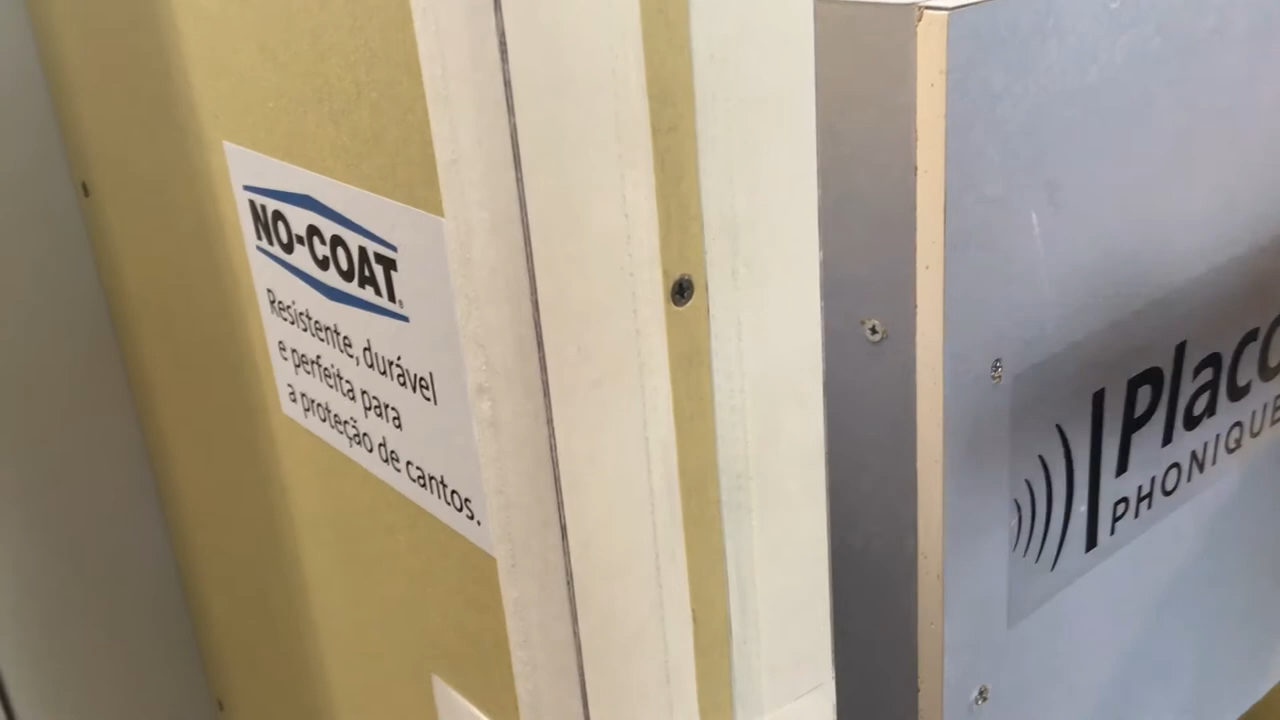 NO-COAT
Resistente, durável
e perfeita para
a proteção de cantos.
Placo
PHONIQUE